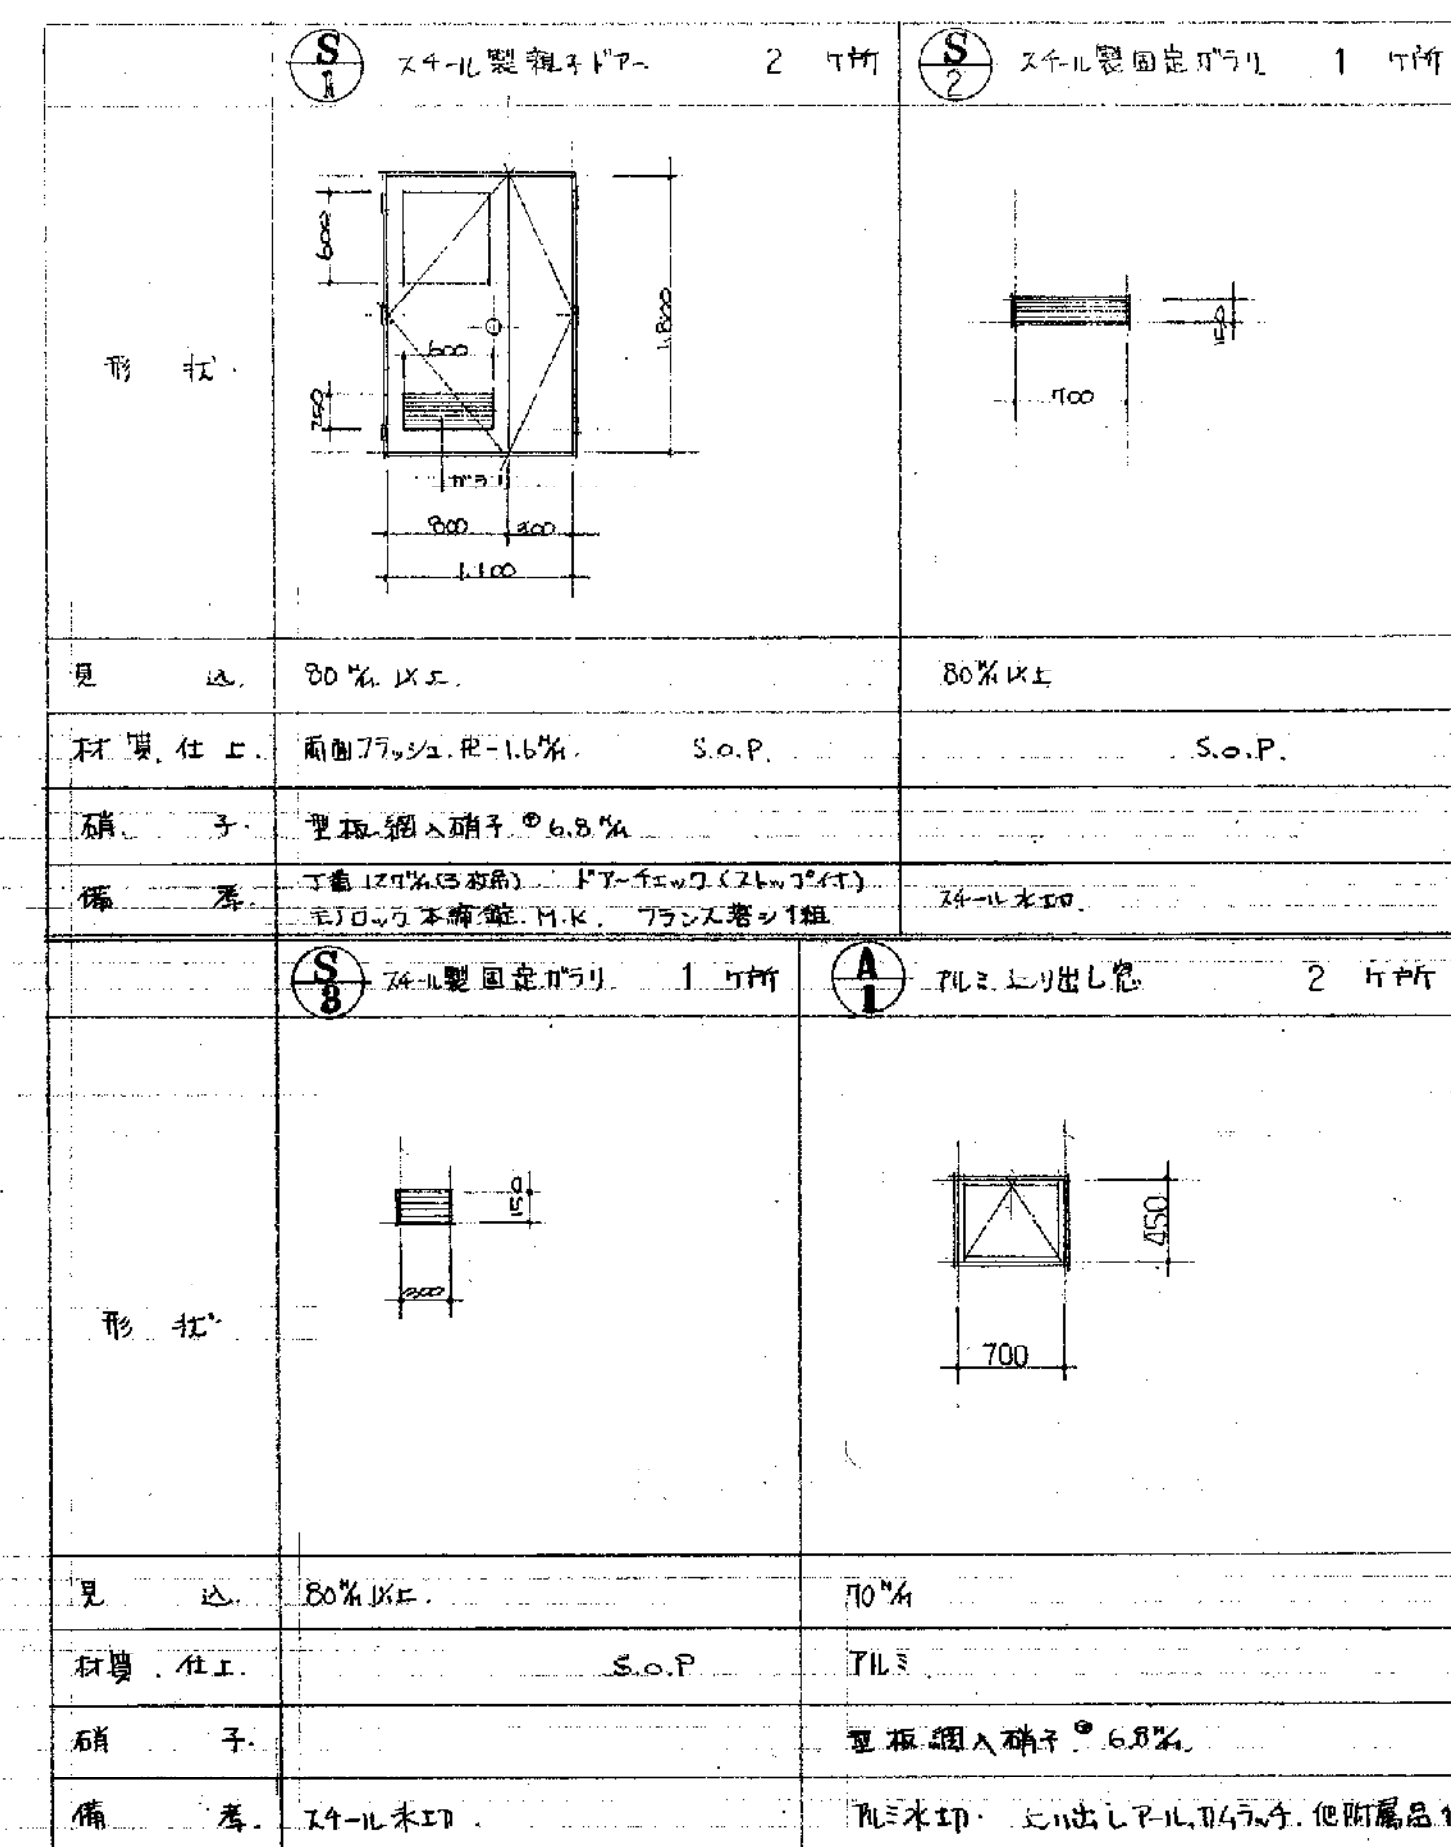 S
1
スチール製親子ドアー 2 ケ所
S
2
スチール製固定ガラリ 1 ケ所
形 状
600
600
250
1,800
ガラリ
800 300
1,100
150
700
見 込
80 m/m 以上.
80 m/m 以上
材 質.仕 上.
両面フラッシュ. 1.6 m/m. S.O.P.
S.O.P.
硝 子.
型板網入硝子 6.8 m/m
備 考.
丁番 127 m/m(3枚吊) ドアーチェック(ストップ付)
モノロック本締錠.M.K. フランス落シ1組
スチール水切.
S
3
スチール製固定ガラリ 1 ケ所
A
1
アルミ.辷り出し窓 2 ケ所
形 状
150
300
450
700
見 込.
80 m/m 以上.
70 m/m
材質.仕上.
S.O.P
アルミ
硝 子.
型板網入硝子 6.8 m/m.
備 考.
スチール水切.
アルミ水切. 辷り出しアール,カムラッチ.他附属品